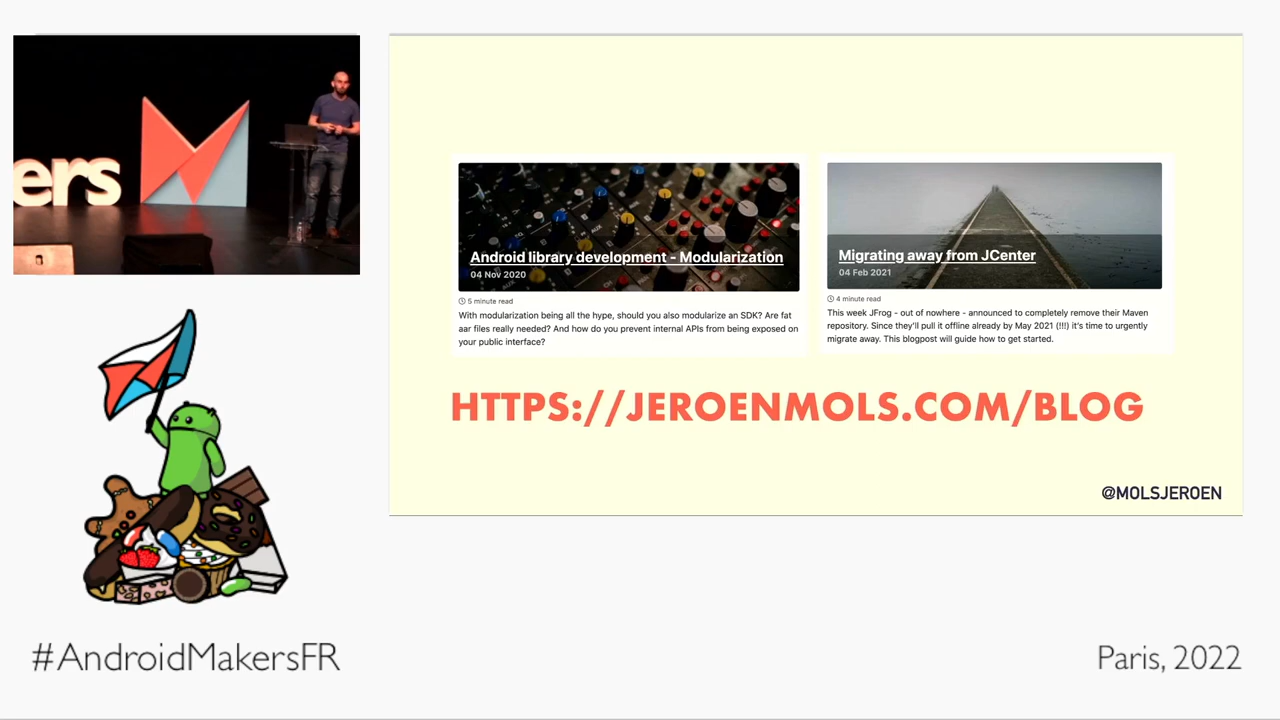 ers
Android library development - Modularization
04 Nov 2020
5 minute read
With modularization being all the hype, should you also modularize an SDK? Are fat
aar files really needed? And how do you prevent internal APIs from being exposed on
your public interface?
Migrating away from JCenter
04 Feb 2021
4 minute read
This week JFrog - out of nowhere - announced to completely remove their Maven
repository. Since they'll pull it offline already by May 2021 (!!!) it's time to urgently
migrate away. This blogpost will guide how to get started.
HTTPS://JEROENMOLS.COM/BLOG
@MOLSJEROEN
#AndroidMakersFR
Paris, 2022